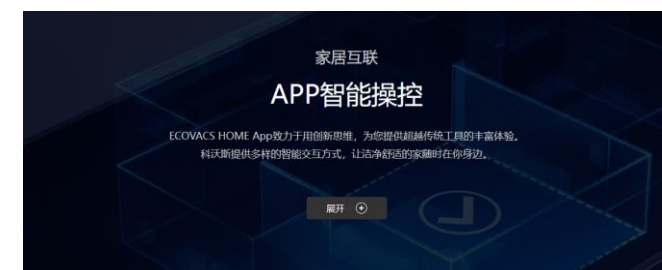 家居互联
APP智能操控
ECOVACS HOME App致力于用创新思维，为您提供超越传统工具的丰富体验。
科沃斯提供多样的智能交互方式，让洁净舒适的家随时在你身边。
展开